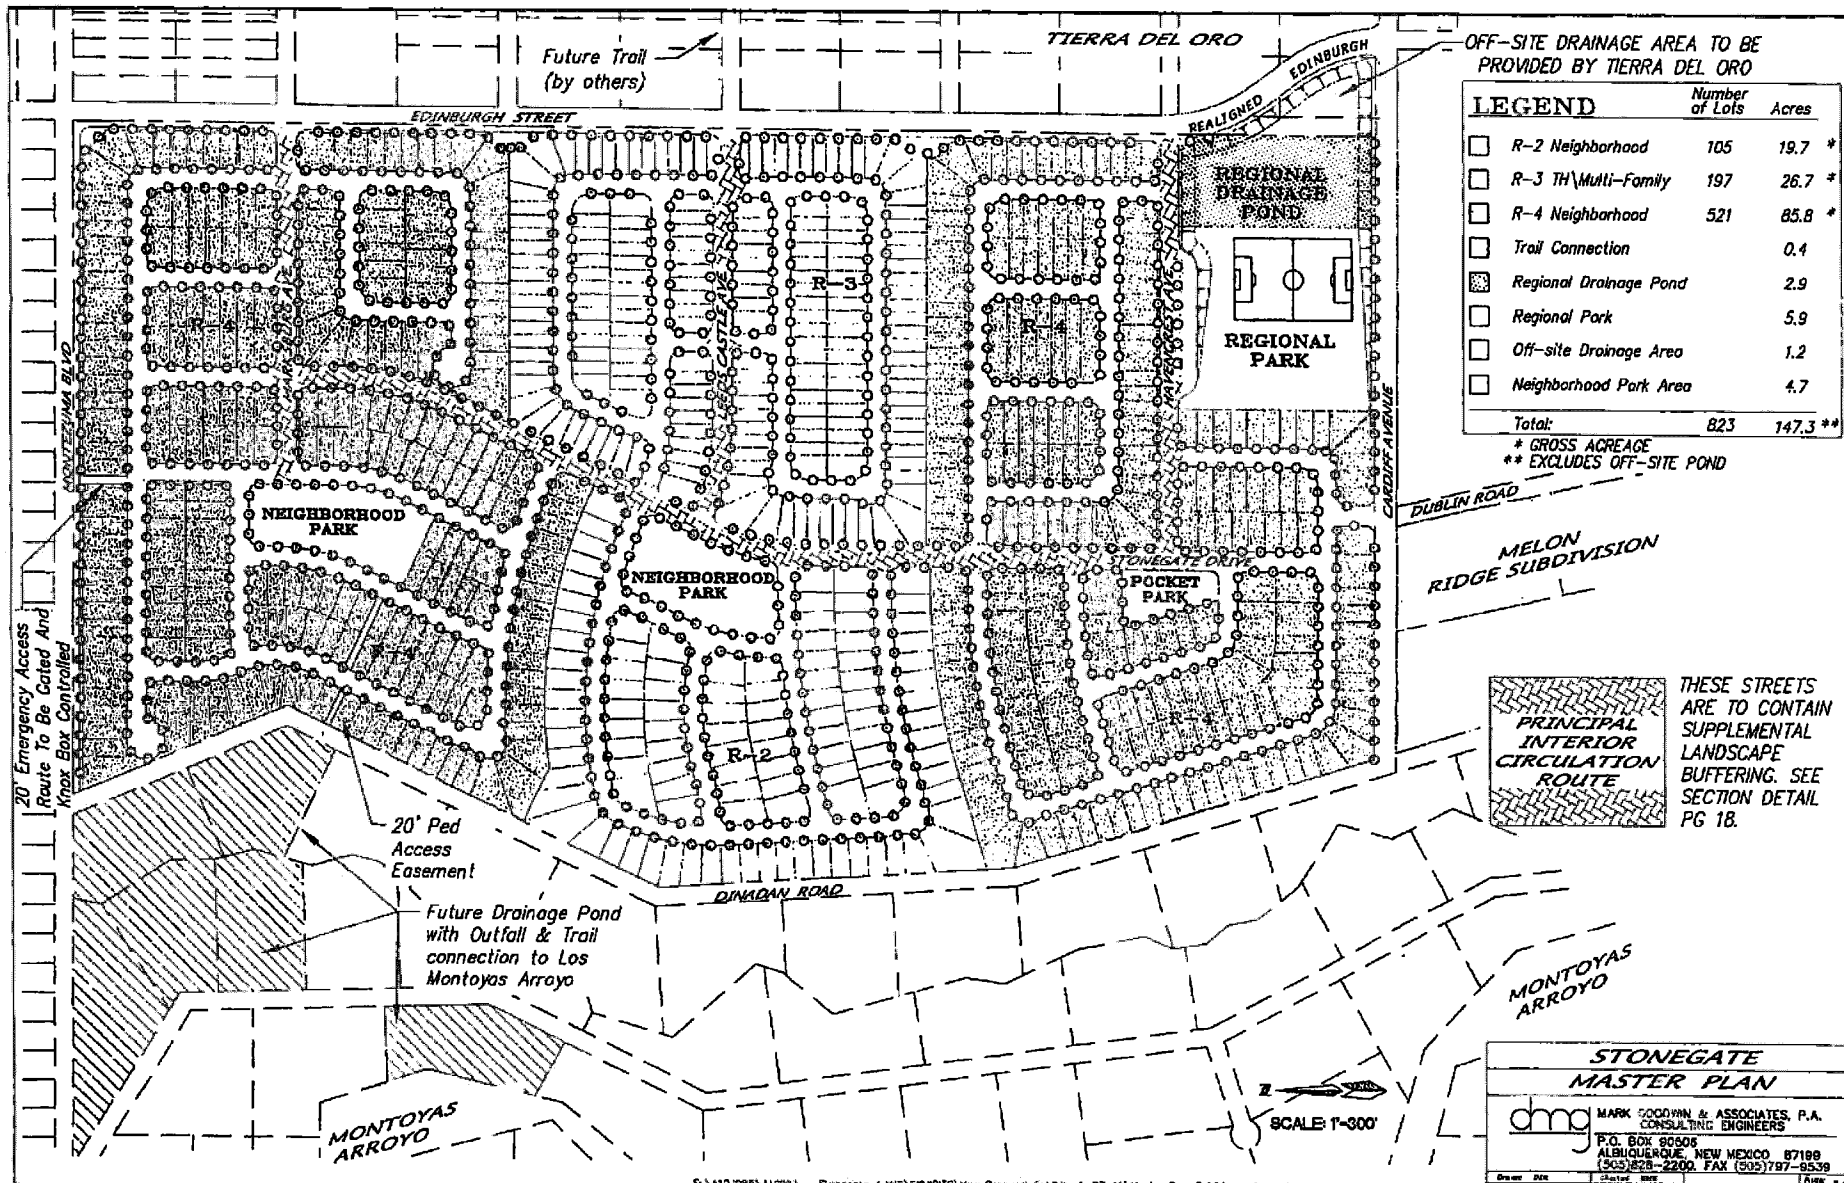 TIERRA DEL ORO
Future Trail
(by others)
EDINBURGH STREET
REALIGNED EDINBURGH
OFF-SITE DRAINAGE AREA TO BE
PROVIDED BY TIERRA DEL ORO
LEGEND Number of Lots Acres
R-2 Neighborhood 105 19.7 *
R-3 TH\Multi-Family 197 26.7 *
R-4 Neighborhood 521 85.8 *
Trail Connection 0.4
Regional Drainage Pond 2.9
Regional Park 5.9
Off-site Drainage Area 1.2
Neighborhood Park Area 4.7
Total: 823 147.3 **
* GROSS ACREAGE
** EXCLUDES OFF-SITE POND
REGIONAL
DRAINAGE
POND
REGIONAL
PARK
R-4
R-3
R-4
LEEDS CASTLE AVE
MONTEZUMA BLVD
CARDIFF AVENUE
DUBLIN ROAD
MELON
RIDGE SUBDIVISION
NEIGHBORHOOD
PARK
NEIGHBORHOOD
PARK
STONEGATE DRIVE
POCKET
PARK
R-4
R-2
R-4
20' Emergency Access
Route To Be Gated And
Knox Box Controlled
PRINCIPAL
INTERIOR
CIRCULATION
ROUTE
THESE STREETS
ARE TO CONTAIN
SUPPLEMENTAL
LANDSCAPE
BUFFERING. SEE
SECTION DETAIL
PG 18.
20' Ped
Access
Easement
DINADAN ROAD
Future Drainage Pond
with Outfall & Trail
connection to Los
Montoyas Arroyo
MONTOYAS
ARROYO
MONTOYAS
ARROYO
SCALE: 1"=300'
STONEGATE
MASTER PLAN
dmg
MARK GOODWIN & ASSOCIATES, P.A.
CONSULTING ENGINEERS
P.O. BOX 90606
ALBUQUERQUE, NEW MEXICO 87199
(505)828-2200, FAX (505)797-9539